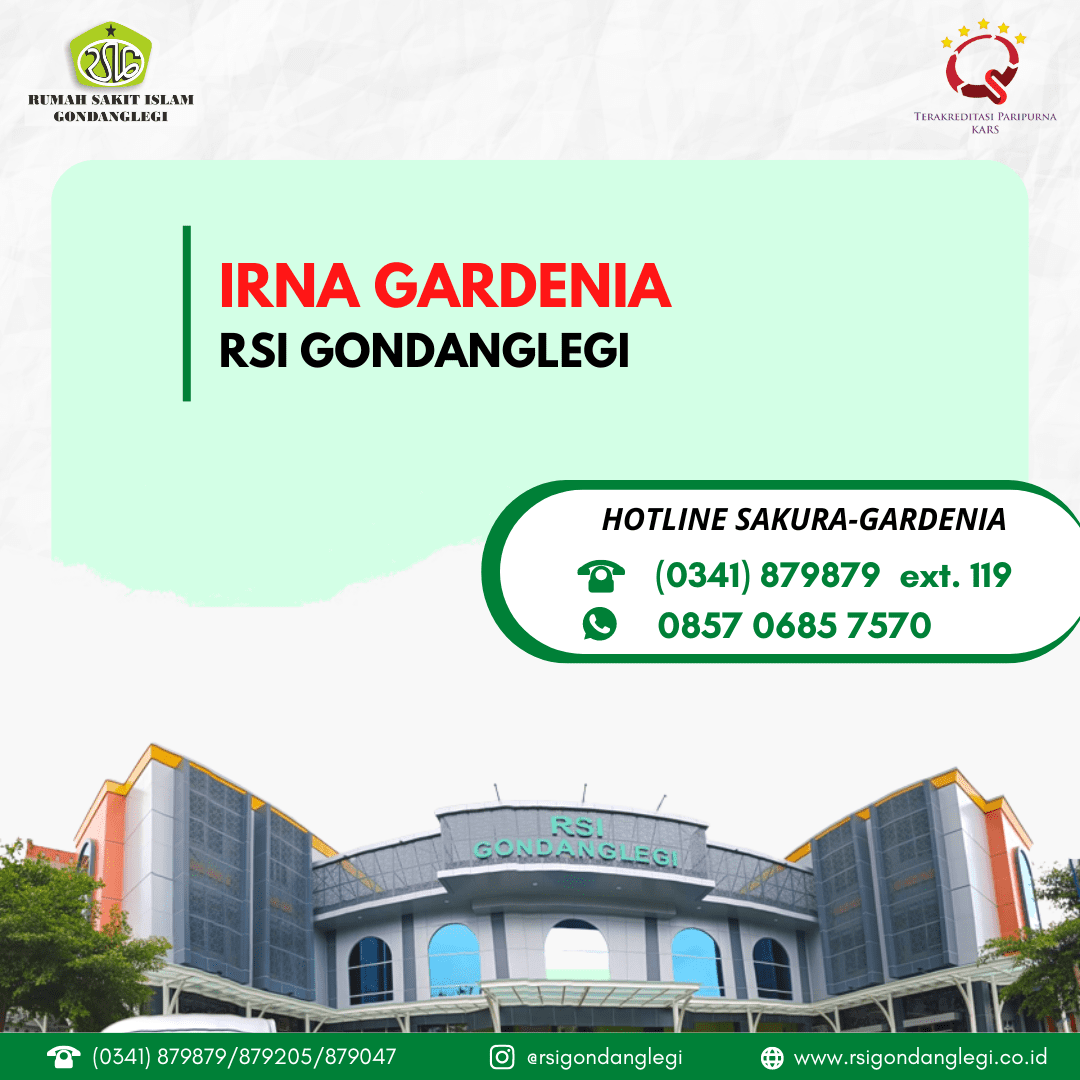 RUMAH SAKIT ISLAM
GONDANGLEGI
TERAKREDITASI PARIPURNA
KARS
IRNA GARDENIA
RSI GONDANGLEGI
HOTLINE SAKURA-GARDENIA
(0341) 879879 ext. 119
0857 0685 7570
RSI
GONDANGLEGI
(0341) 879879/879205/879047
@rsigondanglegi
www.rsigondanglegi.co.id